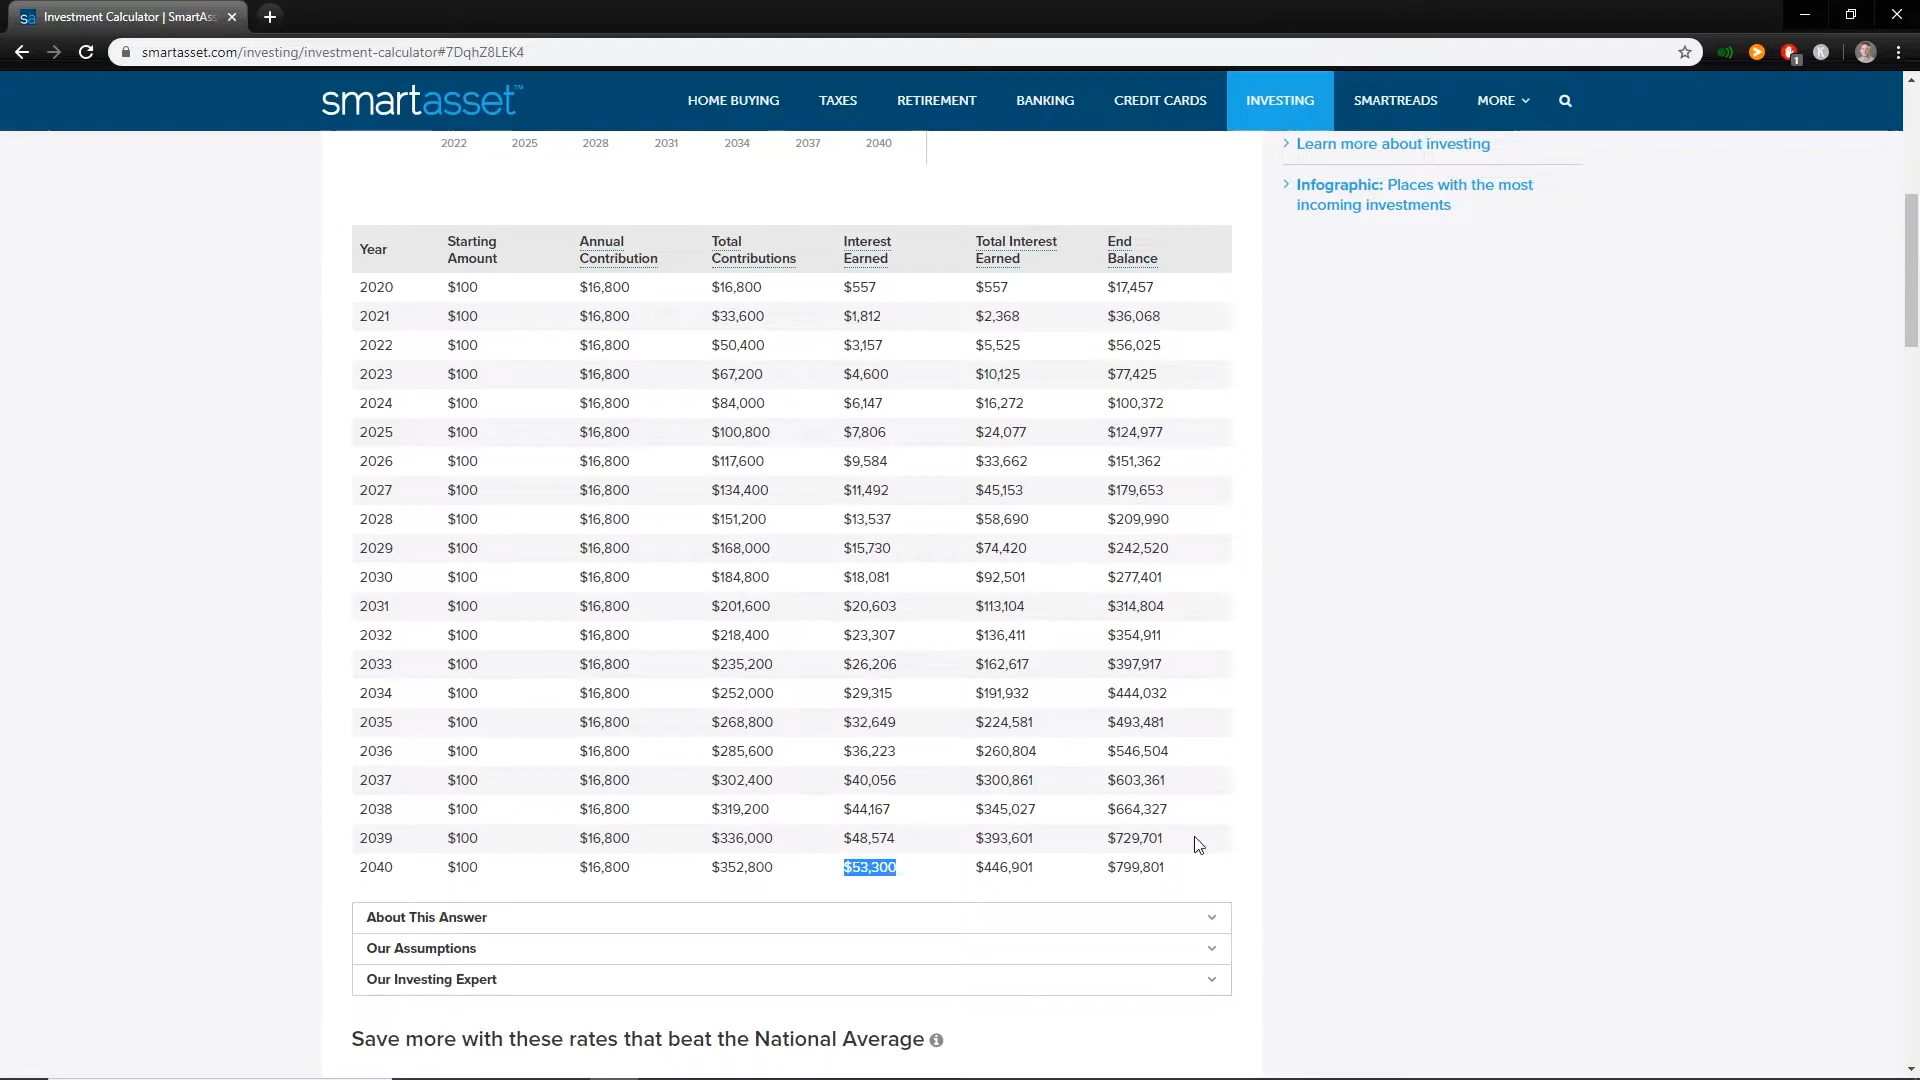 Investment Calculator | SmartAss
smartasset.com/investing/investment-calculator#7DqhZ8LEK4
1
K
smartasset™
HOME BUYING TAXES RETIREMENT BANKING CREDIT CARDS INVESTING SMARTREADS MORE
2022 2025 2028 2031 2034 2037 2040
Learn more about investing
Infographic: Places with the most
incoming investments
Year Starting Amount Annual Contribution Total Contributions Interest Earned Total Interest Earned End Balance
2020 $100 $16,800 $16,800 $557 $557 $17,457
2021 $100 $16,800 $33,600 $1,812 $2,368 $36,068
2022 $100 $16,800 $50,400 $3,157 $5,525 $56,025
2023 $100 $16,800 $67,200 $4,600 $10,125 $77,425
2024 $100 $16,800 $84,000 $6,147 $16,272 $100,372
2025 $100 $16,800 $100,800 $7,806 $24,077 $124,977
2026 $100 $16,800 $117,600 $9,584 $33,662 $151,362
2027 $100 $16,800 $134,400 $11,492 $45,153 $179,653
2028 $100 $16,800 $151,200 $13,537 $58,690 $209,990
2029 $100 $16,800 $168,000 $15,730 $74,420 $242,520
2030 $100 $16,800 $184,800 $18,081 $92,501 $277,401
2031 $100 $16,800 $201,600 $20,603 $113,104 $314,804
2032 $100 $16,800 $218,400 $23,307 $136,411 $354,911
2033 $100 $16,800 $235,200 $26,206 $162,617 $397,917
2034 $100 $16,800 $252,000 $29,315 $191,932 $444,032
2035 $100 $16,800 $268,800 $32,649 $224,581 $493,481
2036 $100 $16,800 $285,600 $36,223 $260,804 $546,504
2037 $100 $16,800 $302,400 $40,056 $300,861 $603,361
2038 $100 $16,800 $319,200 $44,167 $345,027 $664,327
2039 $100 $16,800 $336,000 $48,574 $393,601 $729,701
2040 $100 $16,800 $352,800 $53,300 $446,901 $799,801
About This Answer
Our Assumptions
Our Investing Expert
Save more with these rates that beat the National Average